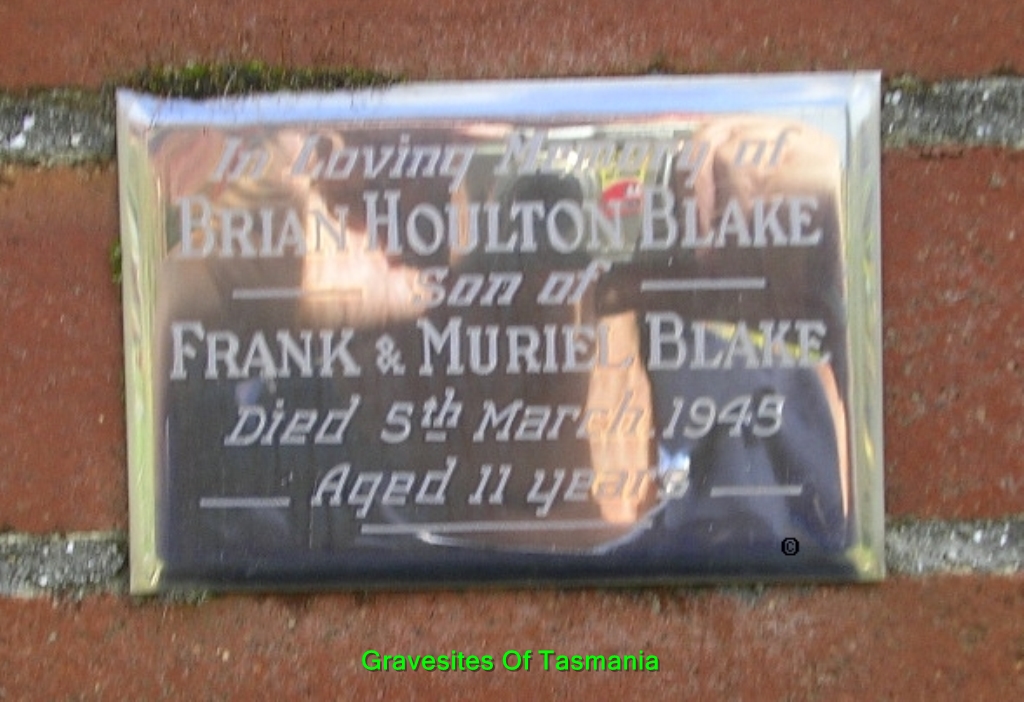 In Loving Memory of
BRIAN HOULTON BLAKE
Son of
FRANK & MURIEL BLAKE
Died 5th March 1945
Aged 11 years
©
Gravesites Of Tasmania